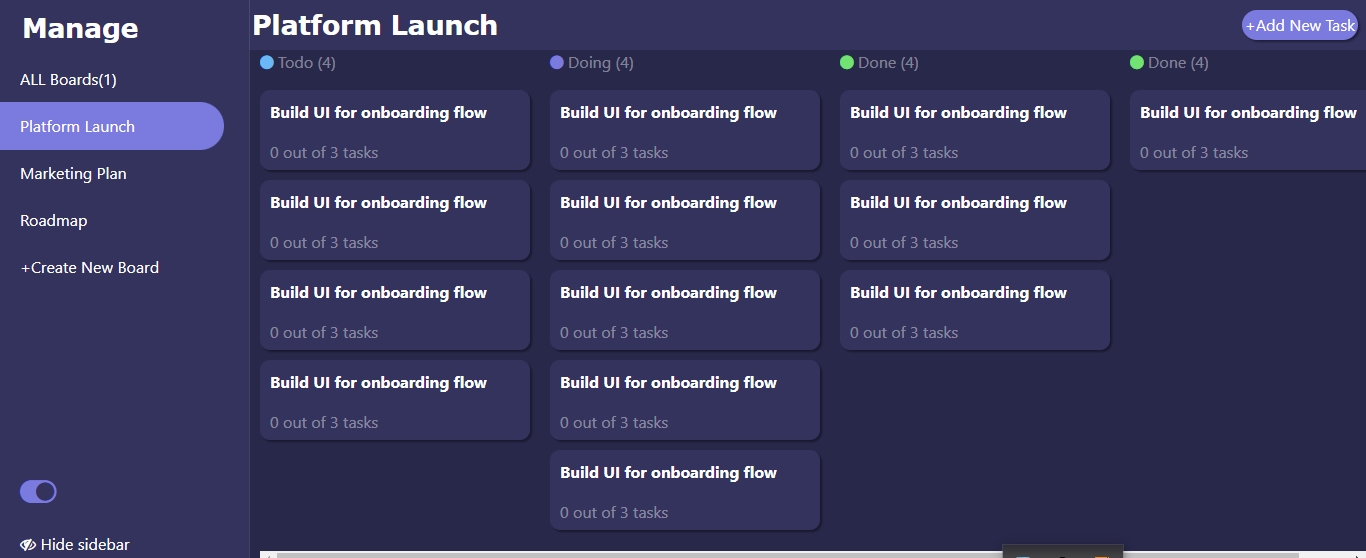 Manage
ALL Boards(1)
Platform Launch
Marketing Plan
Roadmap
+Create New Board
Hide sidebar
Platform Launch
+Add New Task
Todo (4)
Build UI for onboarding flow
0 out of 3 tasks
Build UI for onboarding flow
0 out of 3 tasks
Build UI for onboarding flow
0 out of 3 tasks
Build UI for onboarding flow
0 out of 3 tasks
Doing (4)
Build UI for onboarding flow
0 out of 3 tasks
Build UI for onboarding flow
0 out of 3 tasks
Build UI for onboarding flow
0 out of 3 tasks
Build UI for onboarding flow
0 out of 3 tasks
Build UI for onboarding flow
0 out of 3 tasks
Done (4)
Build UI for onboarding flow
0 out of 3 tasks
Build UI for onboarding flow
0 out of 3 tasks
Build UI for onboarding flow
0 out of 3 tasks
Done (4)
Build UI for onboarding flow
0 out of 3 tasks